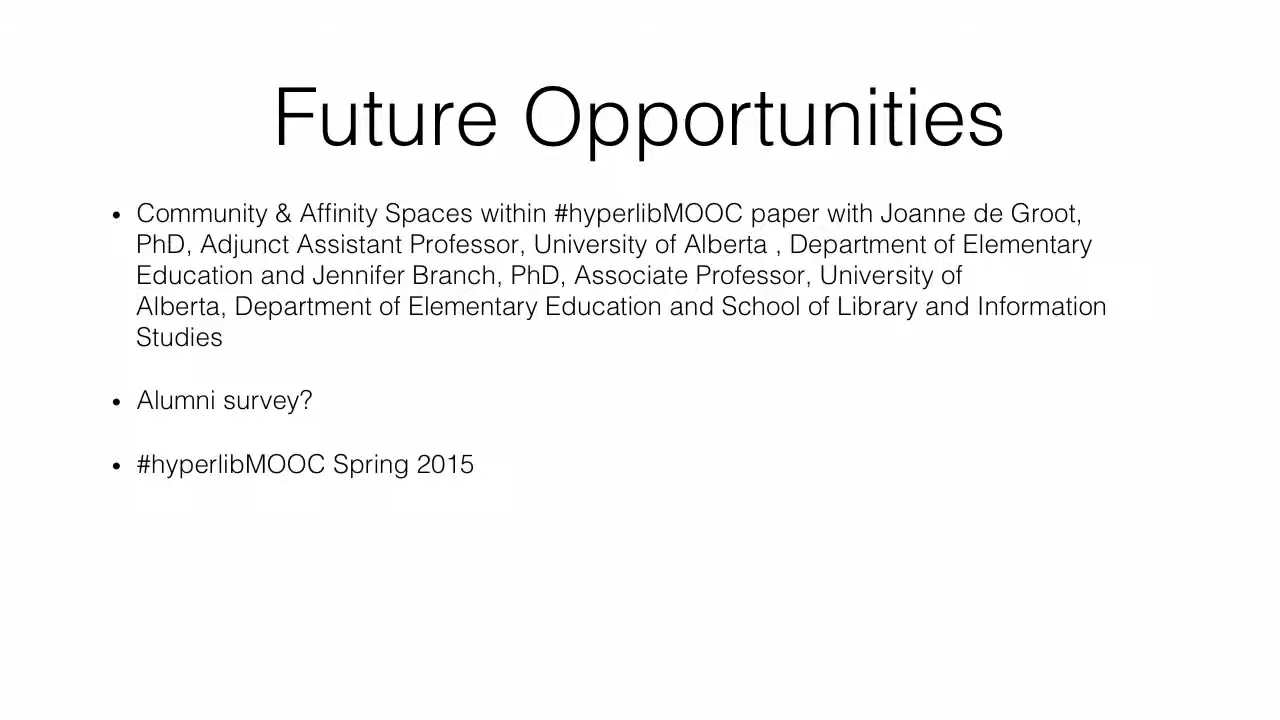 Future Opportunities
• Community & Affinity Spaces within #hyperlibMOOC paper with Joanne de Groot,
PhD, Adjunct Assistant Professor, University of Alberta , Department of Elementary
Education and Jennifer Branch, PhD, Associate Professor, University of
Alberta, Department of Elementary Education and School of Library and Information
Studies
• Alumni survey?
• #hyperlibMOOC Spring 2015